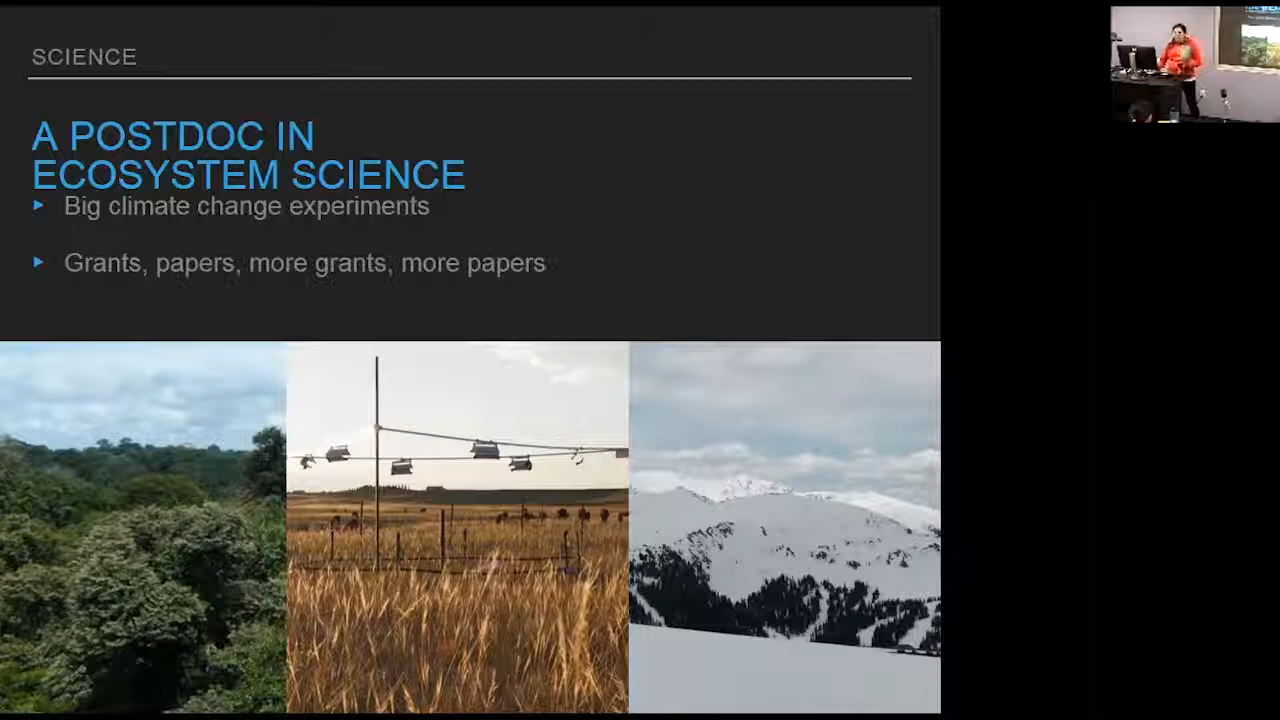 SCIENCE
A POSTDOC IN
ECOSYSTEM SCIENCE
Big climate change experiments
Grants, papers, more grants, more papers